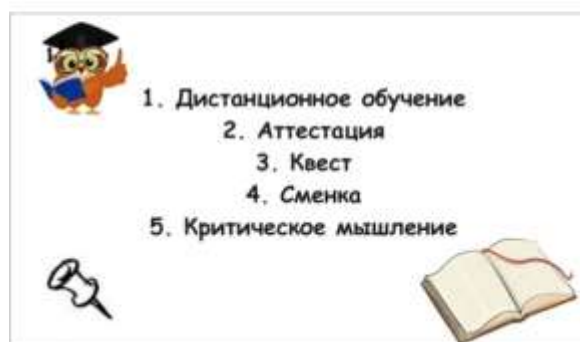 1. Дистанционное обучение
2. Аттестация
3. Квест
4. Сменка
5. Критическое мышление